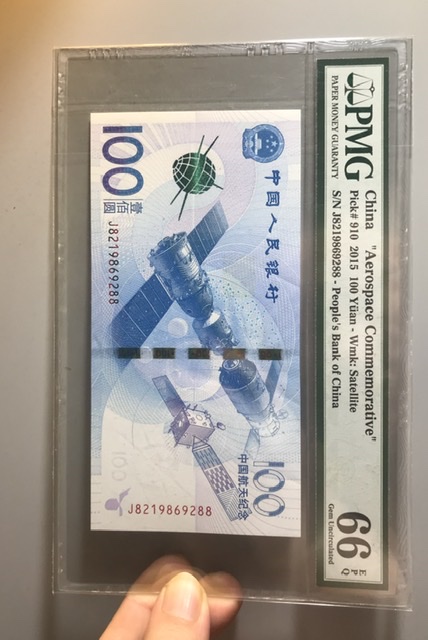 PMG
PAPER MONEY GUARANTY
China "Aerospace Commemorative"
Pick# 910 2015 100 Yüan - Wmk: Satellite
S/N J8219869288 - People's Bank of China
66 EPQ
Gem Uncirculated
中国人民银行
100
壹佰圆
J8219869288
100
中国航天纪念
J8219869288